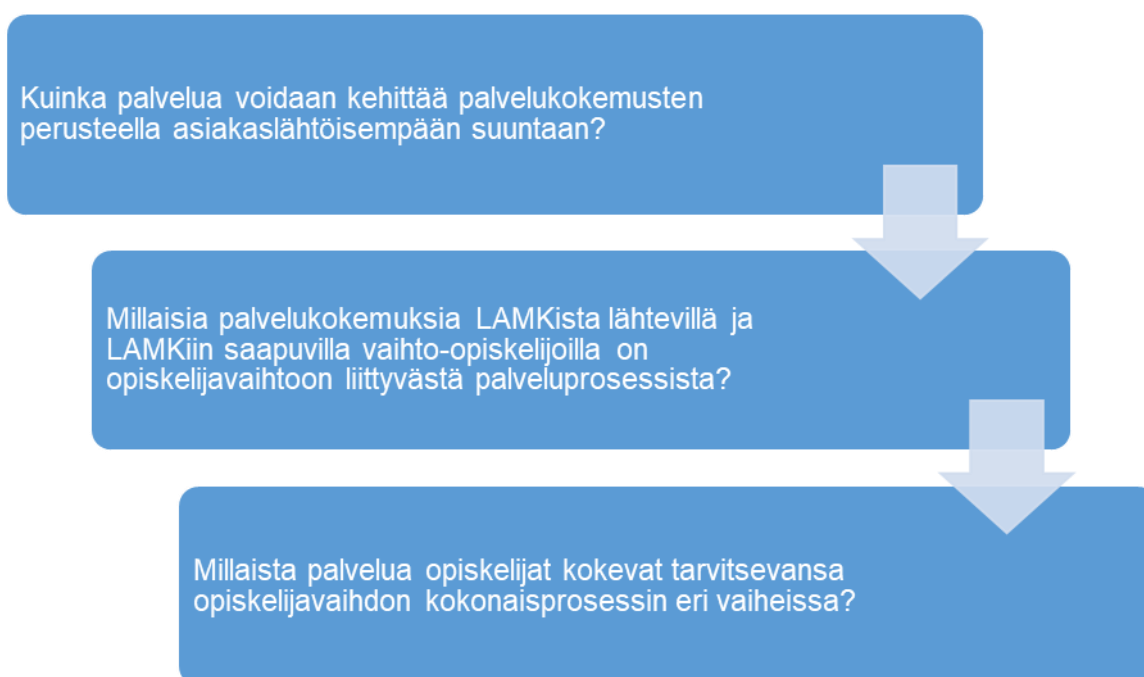 Kuinka palvelua voidaan kehittää palvelukokemusten
perusteella asiakaslähtöisempään suuntaan?
Millaisia palvelukokemuksia LAMKista lähtevillä ja
LAMKiin saapuvilla vaihto-opiskelijoilla on
opiskelijavaihtoon liittyvästä palveluprosessista?
Millaista palvelua opiskelijat kokevat tarvitsevansa
opiskelijavaihdon kokonaisprosessin eri vaiheissa?